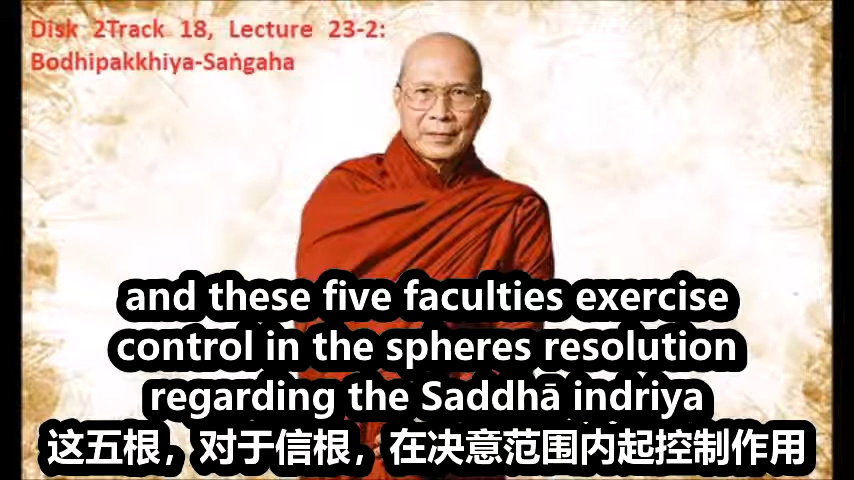 Disk 2Track 18, Lecture 23-2:
Bodhipakkhiya-Saṅgaha
and these five faculties exercise
control in the spheres resolution
regarding the Saddhā indriya
这五根，对于信根，在决意范围内起控制作用